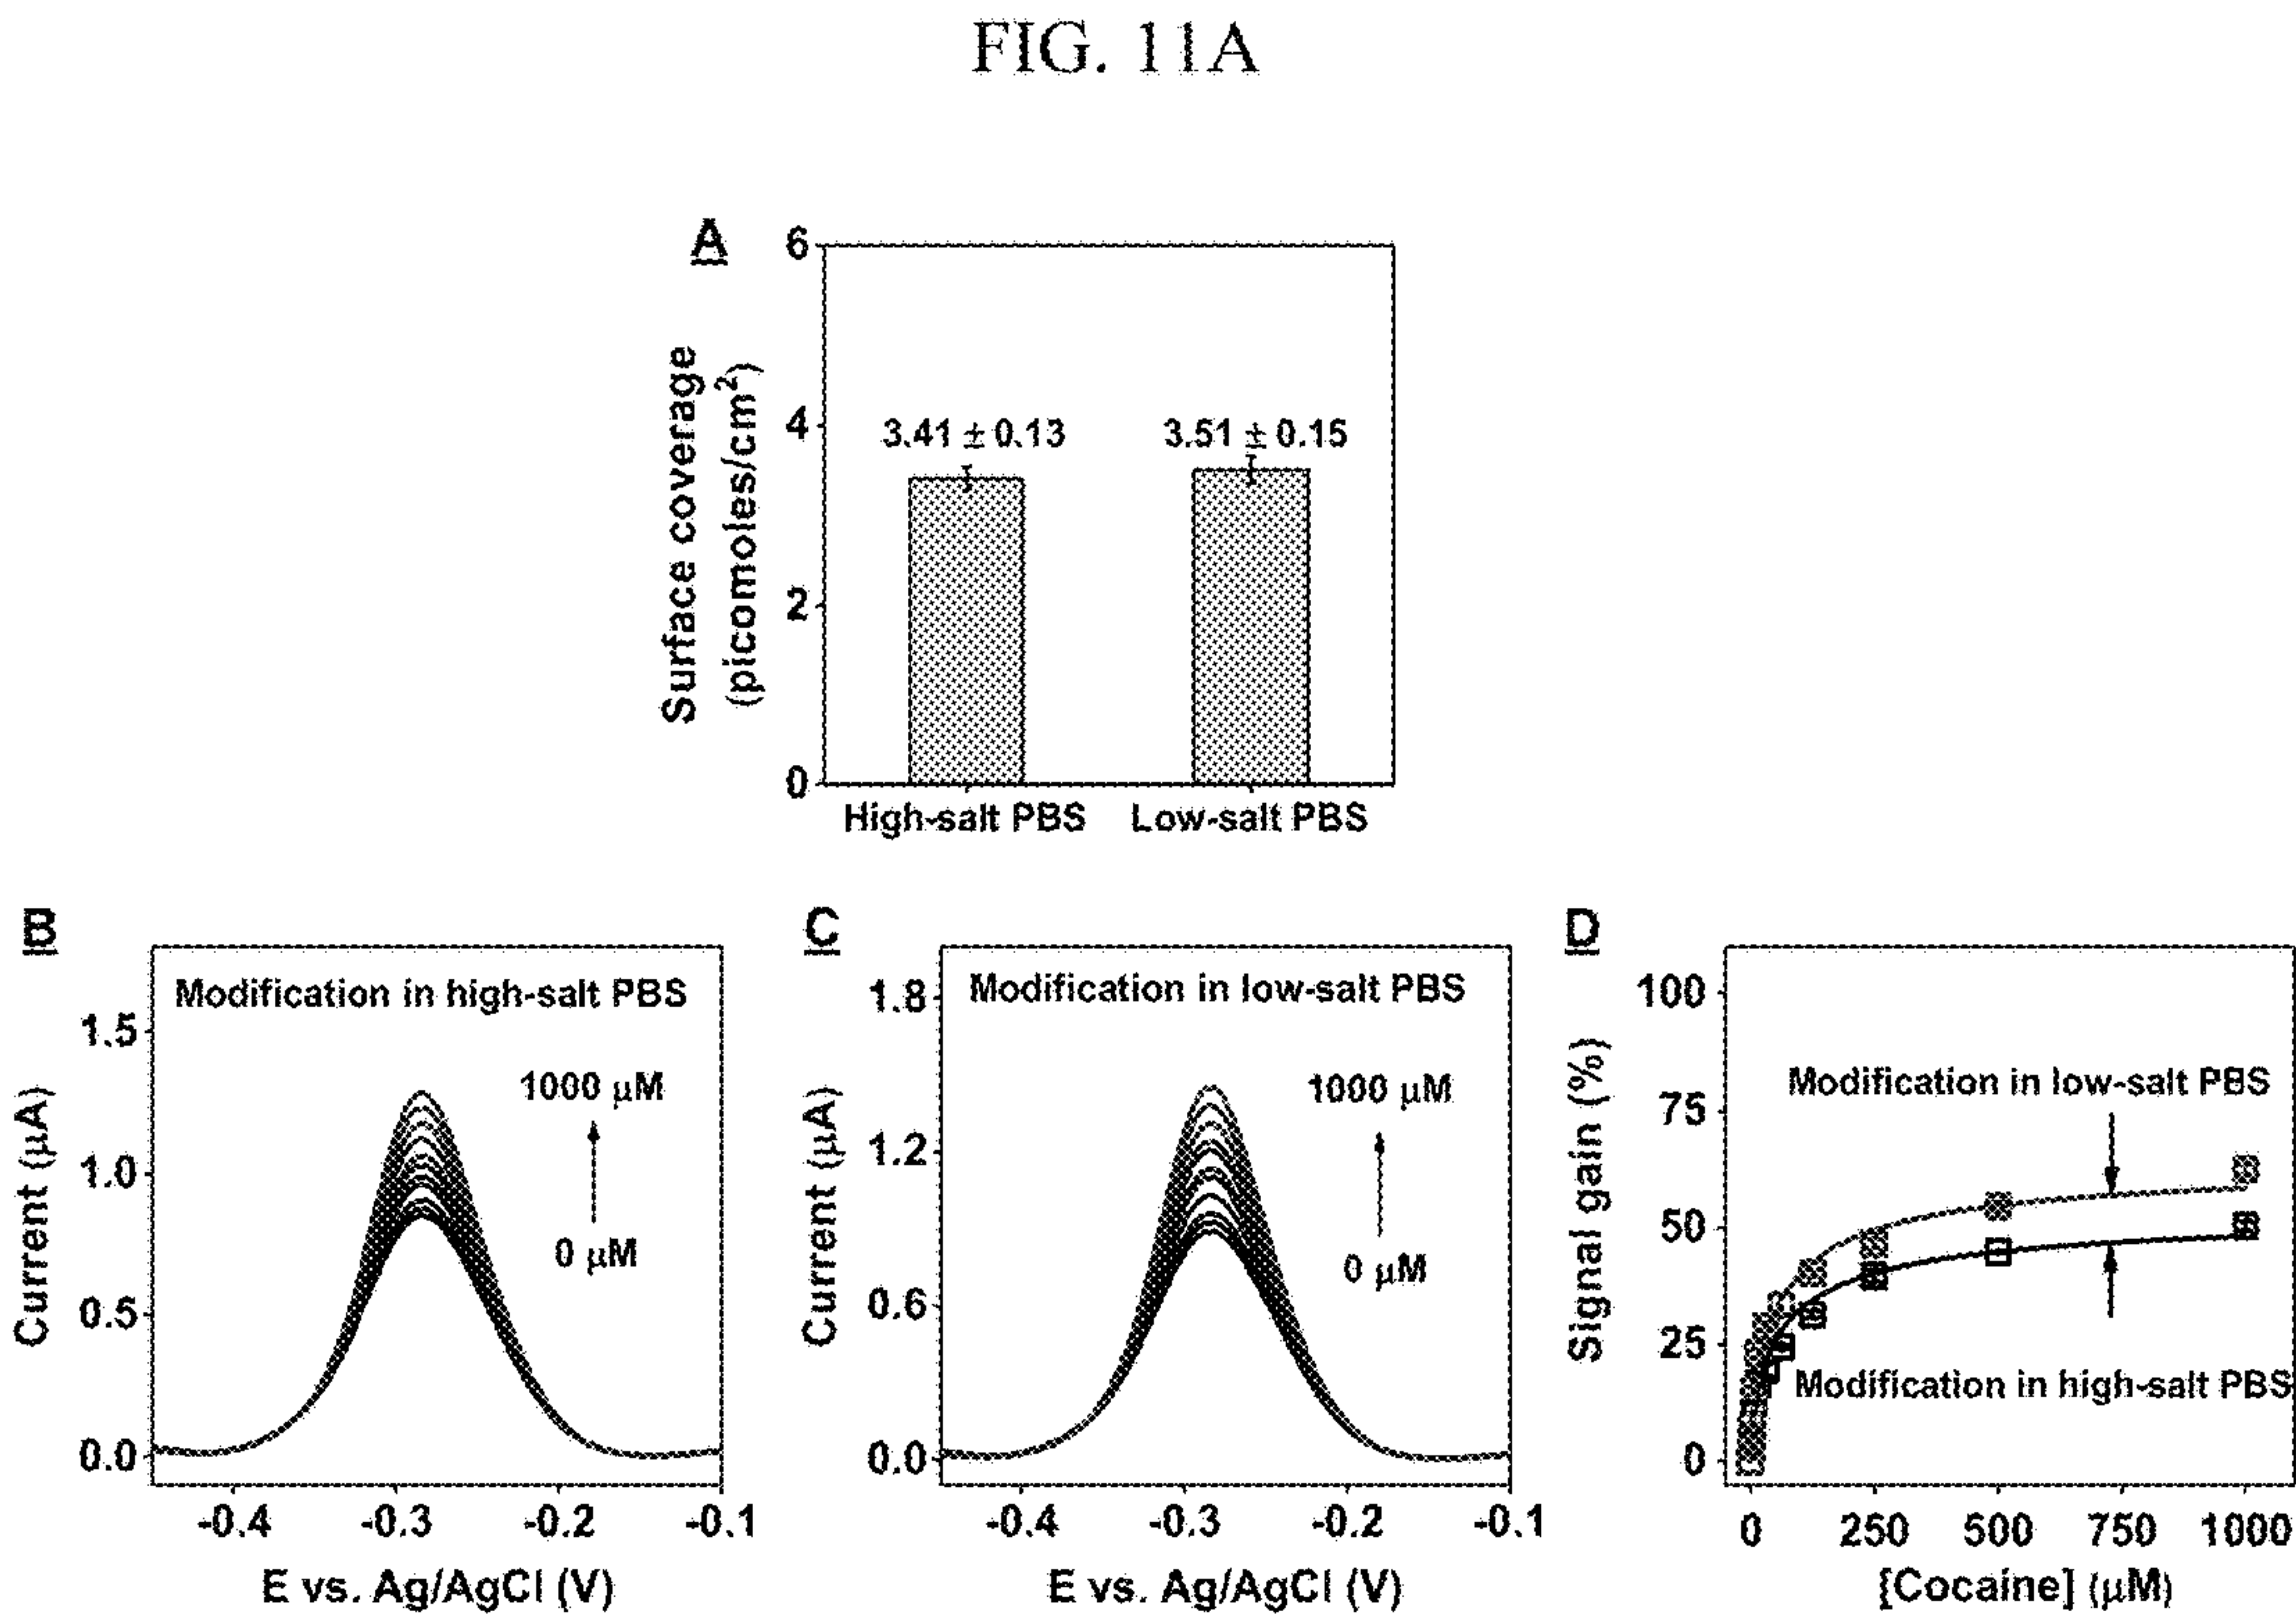 FIG. 11A
A
Surface coverage
(picomoles/cm²)
6
4
2
0
3.41 ± 0.13
3.51 ± 0.15
High-salt PBS
Low-salt PBS
B
Modification in high-salt PBS
Current (μA)
1.5
1.0
0.5
0.0
1000 μM
0 μM
-0.4
-0.3
-0.2
-0.1
E vs. Ag/AgCl (V)
C
Modification in low-salt PBS
Current (μA)
1.8
1.2
0.6
0.0
1000 μM
0 μM
-0.4
-0.3
-0.2
-0.1
E vs. Ag/AgCl (V)
D
Signal gain (%)
100
75
50
25
0
Modification in low-salt PBS
Modification in high-salt PBS
0
250
500
750
1000
[Cocaine] (μM)